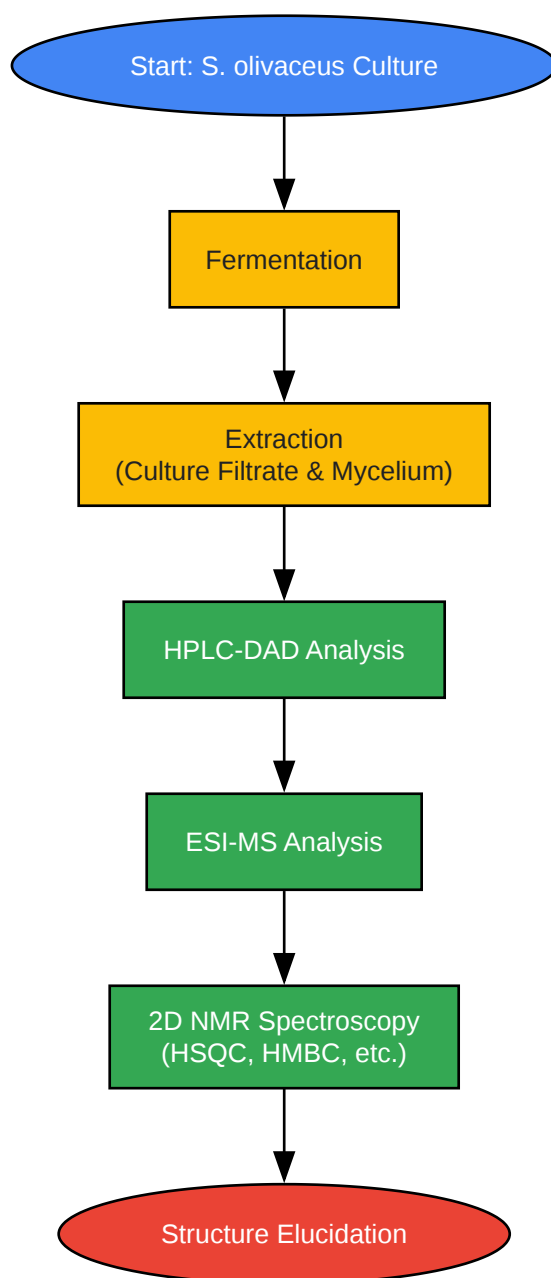 Start: S. olivaceus Culture
Fermentation
Extraction
(Culture Filtrate & Mycelium)
HPLC-DAD Analysis
ESI-MS Analysis
2D NMR Spectroscopy
(HSQC, HMBC, etc.)
Structure Elucidation